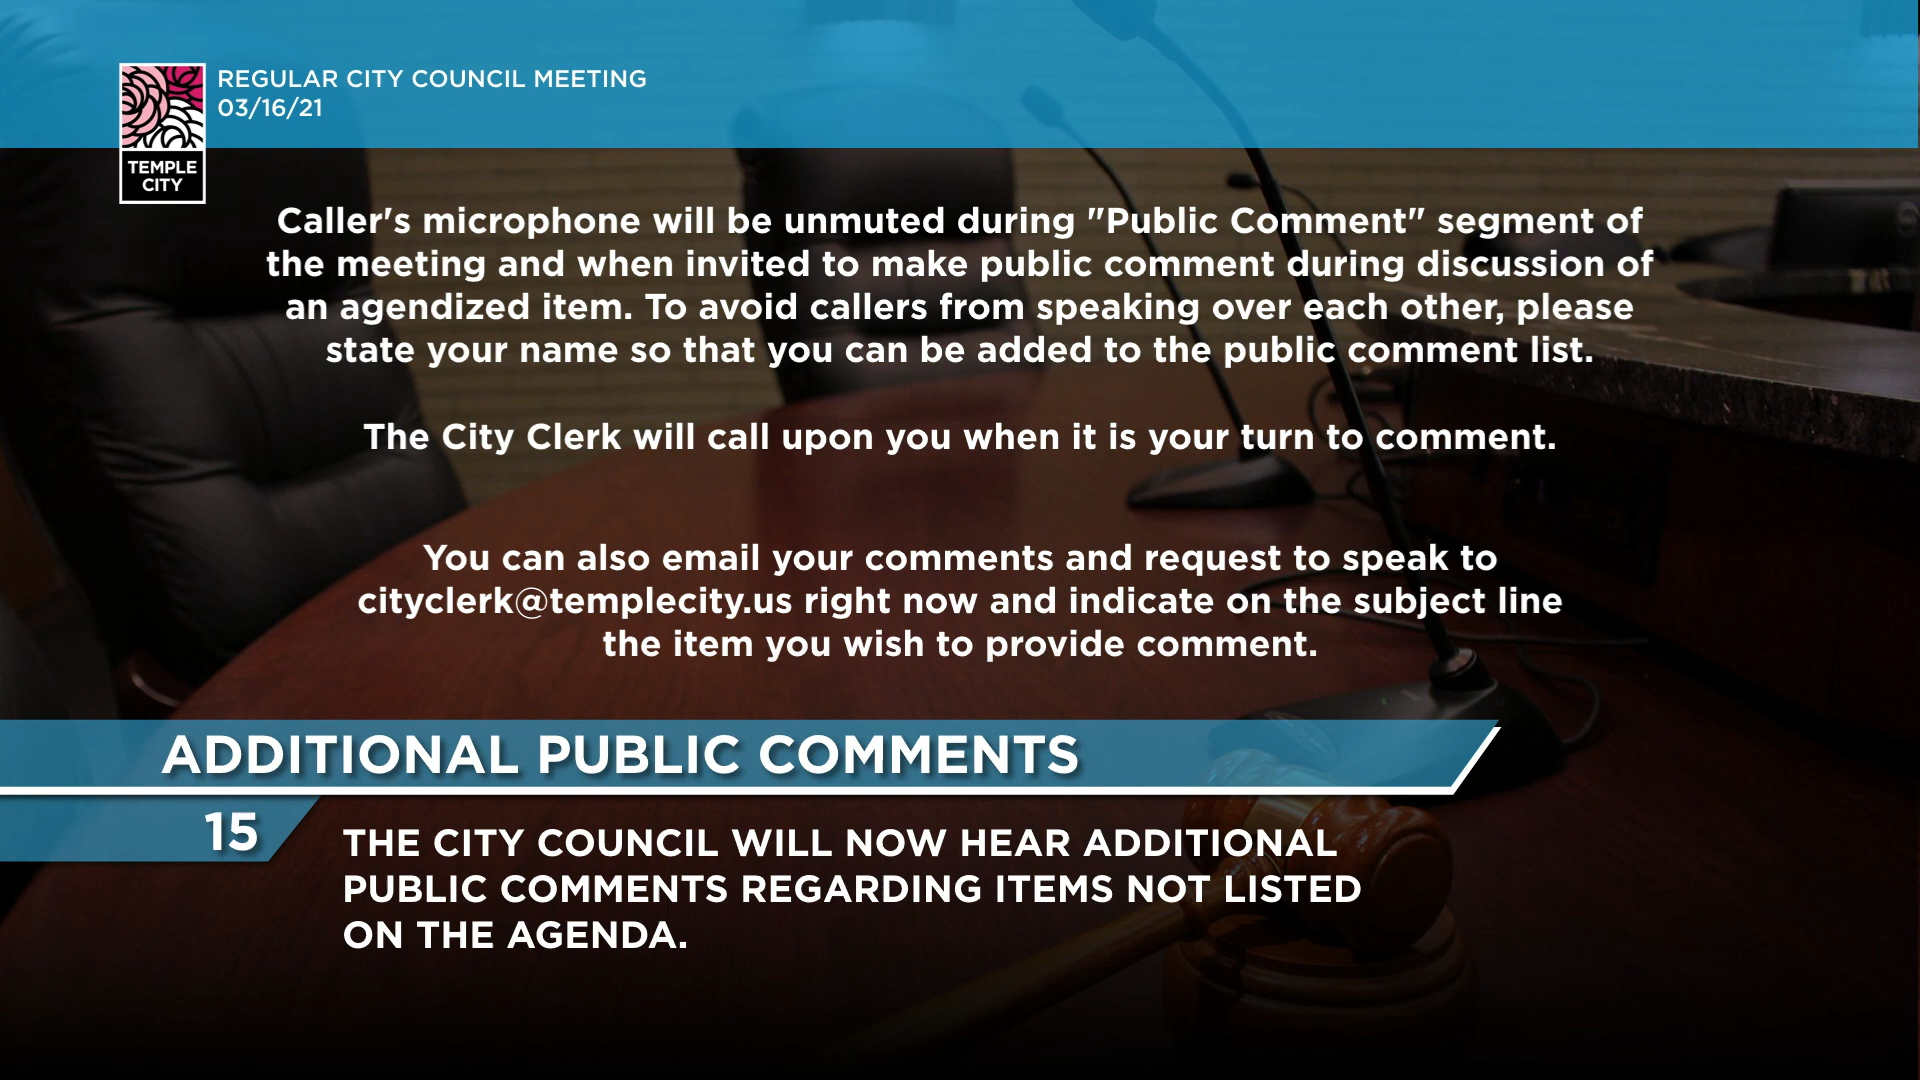 REGULAR CITY COUNCIL MEETING
03/16/21
TEMPLE
CITY
Caller's microphone will be unmuted during "Public Comment" segment of
the meeting and when invited to make public comment during discussion of
an agendized item. To avoid callers from speaking over each other, please
state your name so that you can be added to the public comment list.
The City Clerk will call upon you when it is your turn to comment.
You can also email your comments and request to speak to
cityclerk@templecity.us right now and indicate on the subject line
the item you wish to provide comment.
ADDITIONAL PUBLIC COMMENTS
15
THE CITY COUNCIL WILL NOW HEAR ADDITIONAL
PUBLIC COMMENTS REGARDING ITEMS NOT LISTED
ON THE AGENDA.